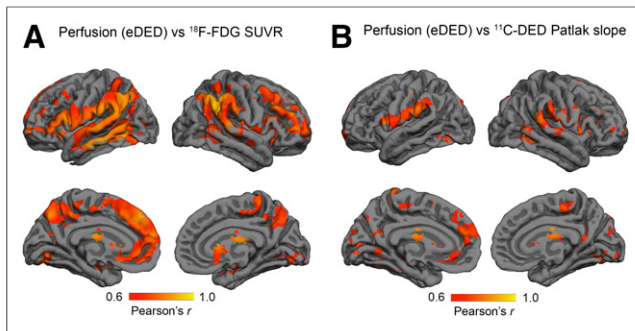 A Perfusion (eDED) vs ¹⁸F-FDG SUVR
B Perfusion (eDED) vs ¹¹C-DED Patlak slope
0.6 1.0
Pearson's r
0.6 1.0
Pearson's r